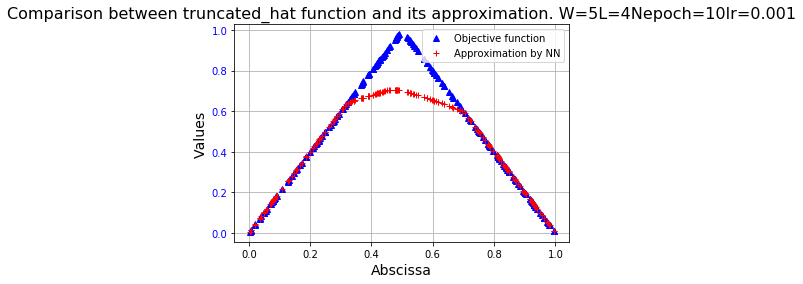 Comparison between truncated_hat function and its approximation. W=5L=4Nepoch=10lr=0.001
1.0
0.8
0.6
0.4
0.2
0.0
Values
Objective function
Approximation by NN
0.0 0.2 0.4 0.6 0.8 1.0
Abscissa